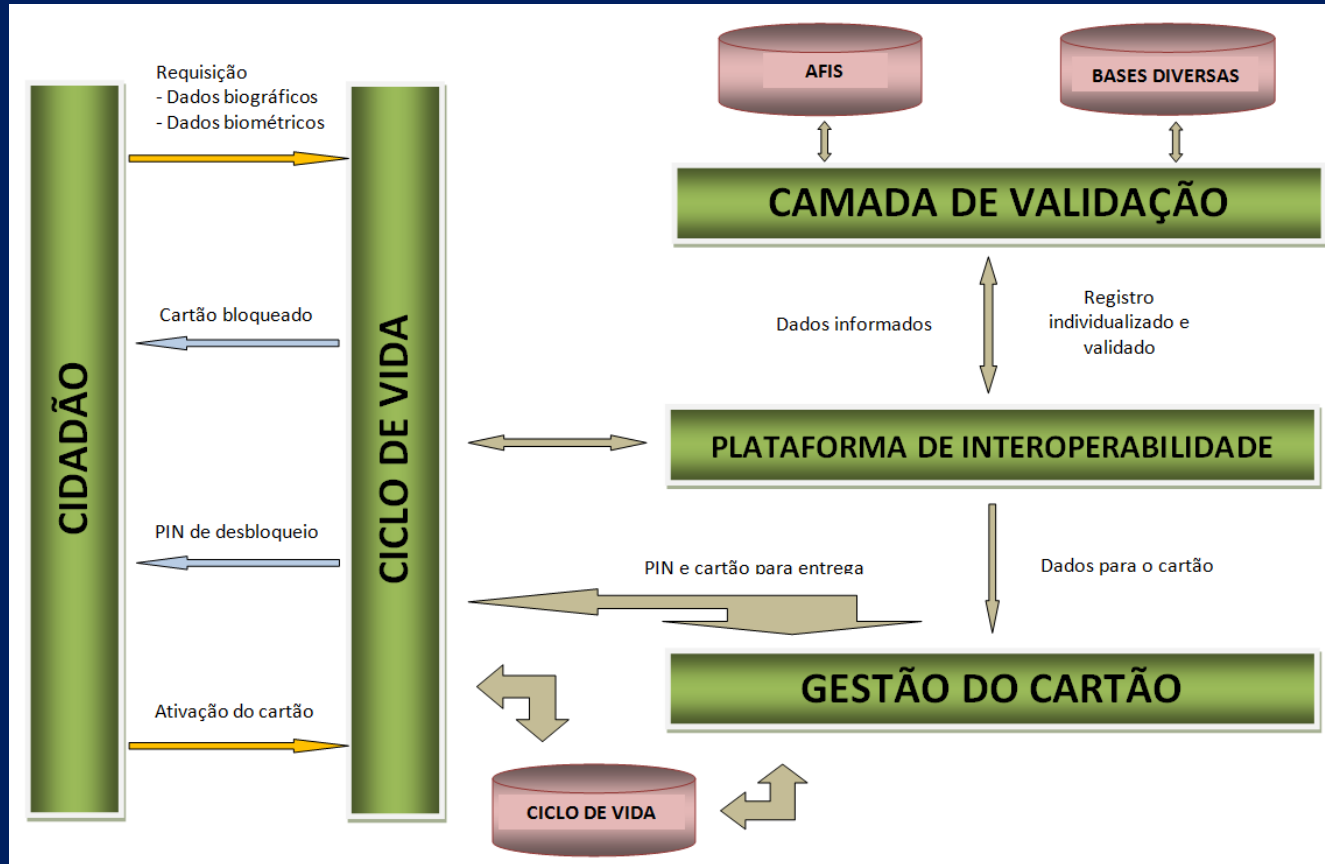 Requisição
- Dados biográficos
- Dados biométricos
AFIS
BASES DIVERSAS
CAMADA DE VALIDAÇÃO
Cartão bloqueado
Dados informados
Registro
individualizado e
validado
CIDADÃO
CICLO DE VIDA
PLATAFORMA DE INTEROPERABILIDADE
PIN de desbloqueio
PIN e cartão para entrega
Dados para o cartão
GESTÃO DO CARTÃO
Ativação do cartão
CICLO DE VIDA